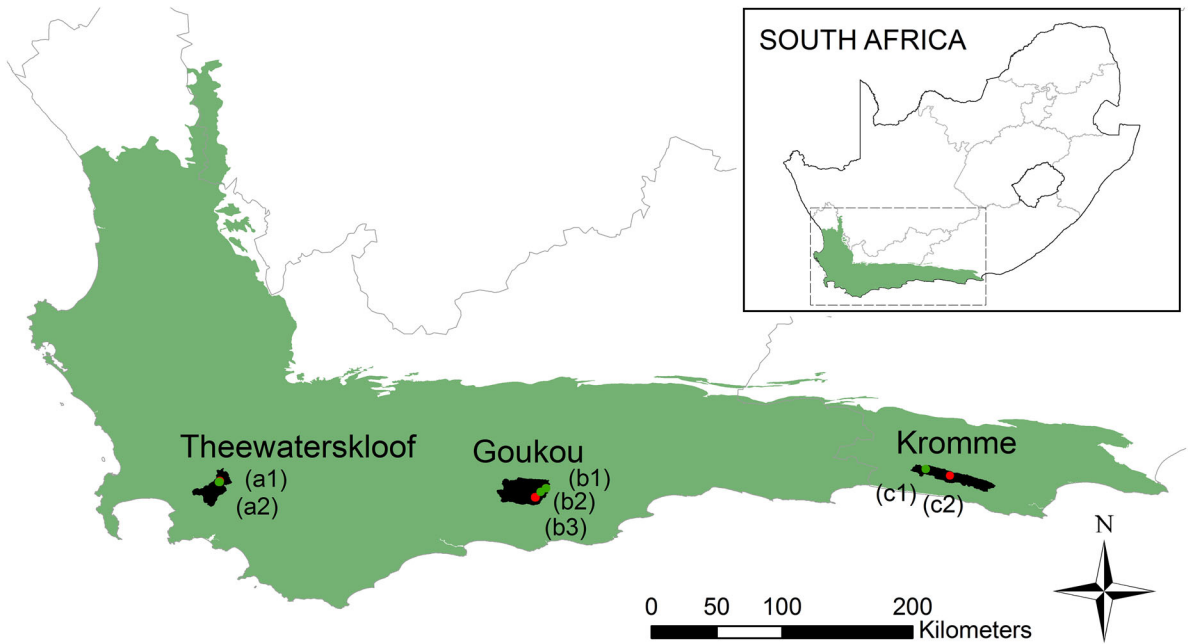 SOUTH AFRICA
Theewaterskloof
(a1)
(a2)
Goukou
(b1)
(b2)
(b3)
Kromme
(c1)
(c2)
N
0 50 100 200
Kilometers